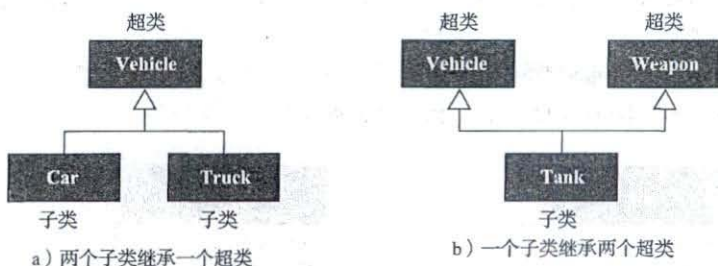 超类
Vehicle
Car
Truck
子类 子类
a）两个子类继承一个超类
超类 超类
Vehicle
Weapon
Tank
子类
b）一个子类继承两个超类